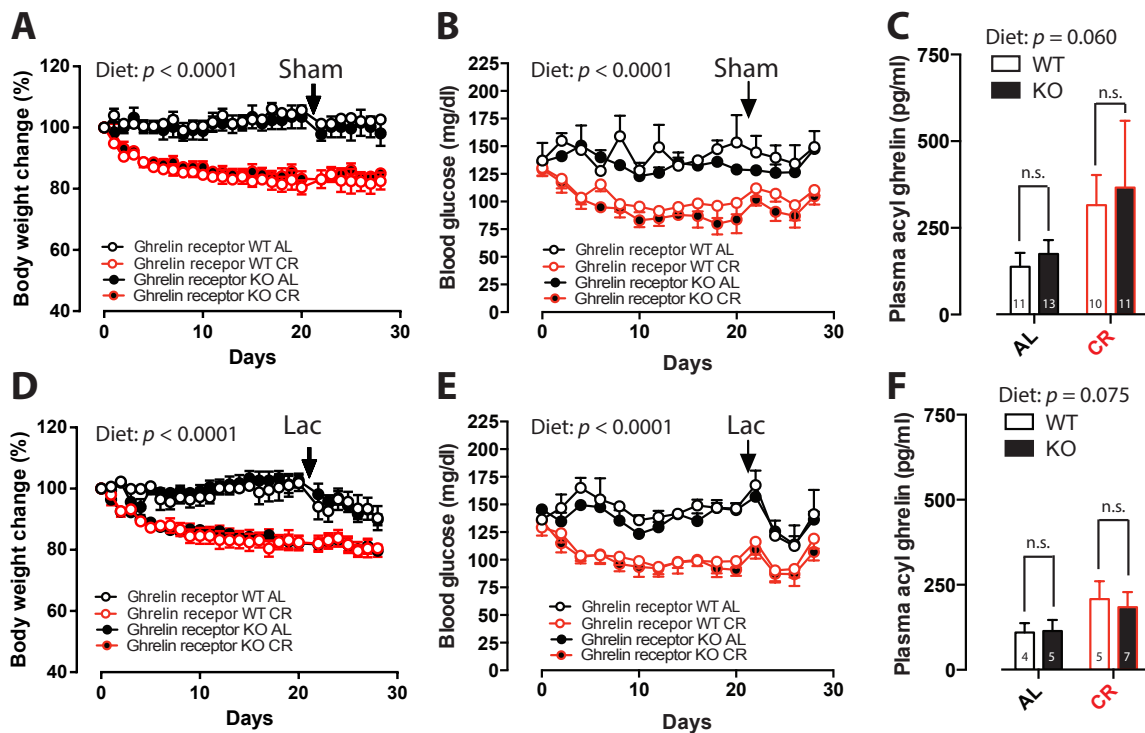 A
Diet: p < 0.0001
Sham
Body weight change (%)
120
100
80
60
40
Ghrelin receptor WT AL
Ghrelin recepor WT CR
Ghrelin receptor KO AL
Ghrelin receptor KO CR
0
10
20
30
Days
B
Diet: p < 0.0001
Sham
Blood glucose (mg/dl)
225
200
175
150
125
100
75
50
25
0
Ghrelin receptor WT AL
Ghrelin recepor WT CR
Ghrelin receptor KO AL
Ghrelin receptor KO CR
0
10
20
30
Days
C
Diet: p = 0.060
WT
KO
Plasma acyl ghrelin (pg/ml)
750
500
250
0
n.s.
n.s.
11
13
10
11
AL
CR
D
Diet: p < 0.0001
Lac
Body weight change (%)
120
100
80
60
40
Ghrelin receptor WT AL
Ghrelin recepor WT CR
Ghrelin receptor KO AL
Ghrelin receptor KO CR
0
10
20
30
Days
E
Diet: p < 0.0001
Lac
Blood glucose (mg/dl)
225
200
175
150
125
100
75
50
25
0
Ghrelin receptor WT AL
Ghrelin recepor WT CR
Ghrelin receptor KO AL
Ghrelin receptor KO CR
0
10
20
30
Days
F
Diet: p = 0.075
WT
KO
Plasma acyl ghrelin (pg/ml)
750
500
250
0
n.s.
n.s.
4
5
5
7
AL
CR